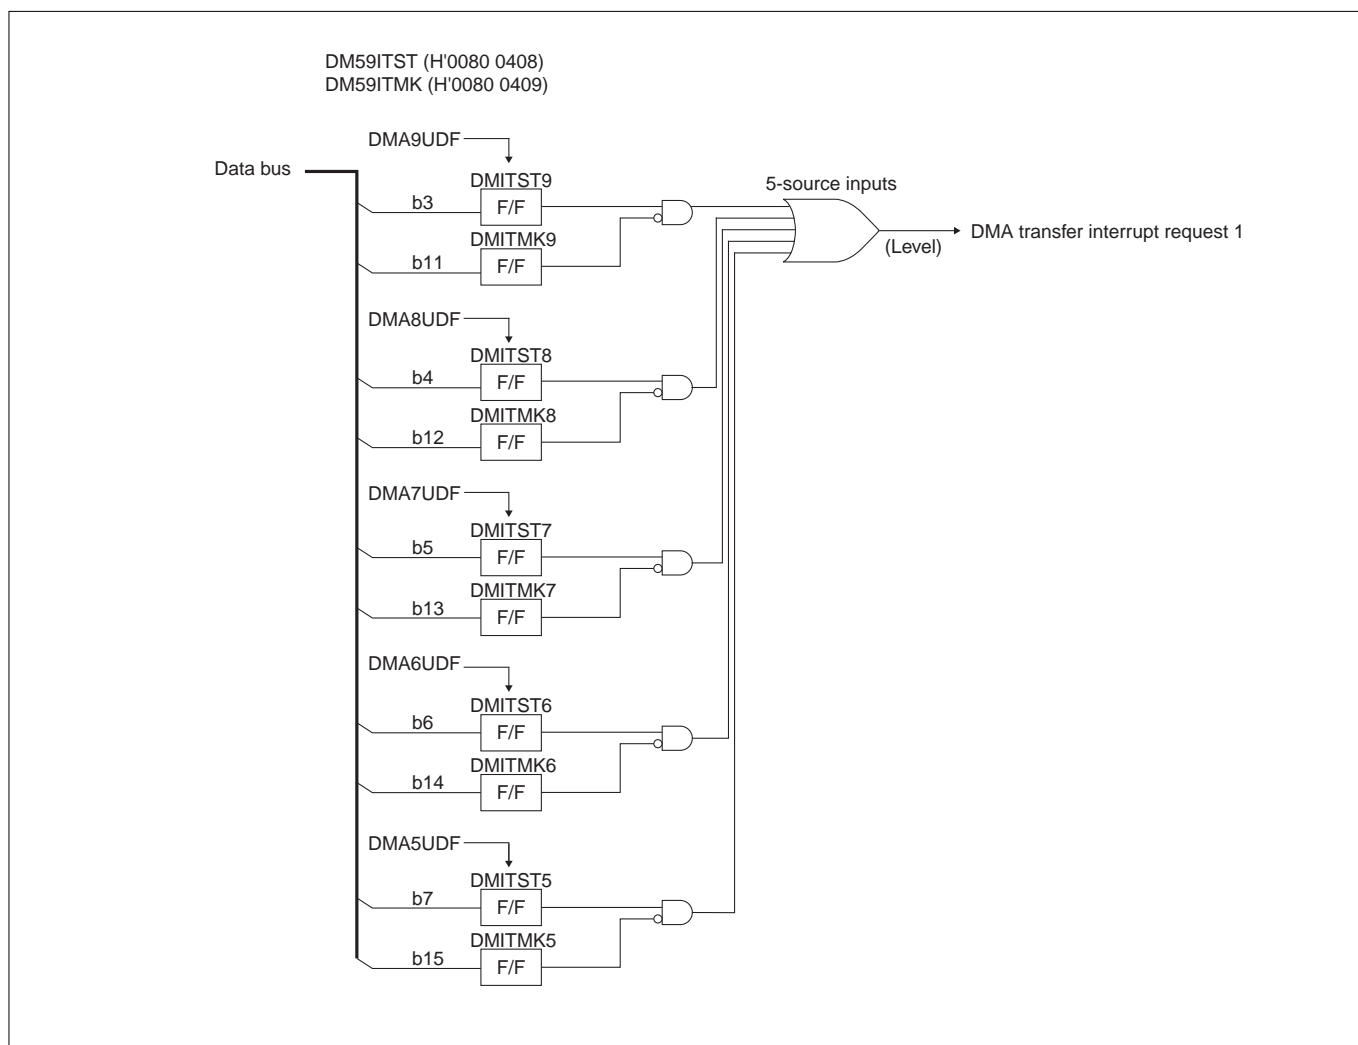 DM59ITST (H'0080 0408)
DM59ITMK (H'0080 0409)
DMA9UDF
Data bus
DMITST9
5-source inputs
b3
F/F
DMITMK9
DMA transfer interrupt request 1
(Level)
b11
F/F
DMA8UDF
DMITST8
b4
F/F
DMITMK8
b12
F/F
DMA7UDF
DMITST7
b5
F/F
DMITMK7
b13
F/F
DMA6UDF
DMITST6
b6
F/F
DMITMK6
b14
F/F
DMA5UDF
DMITST5
b7
F/F
DMITMK5
b15
F/F